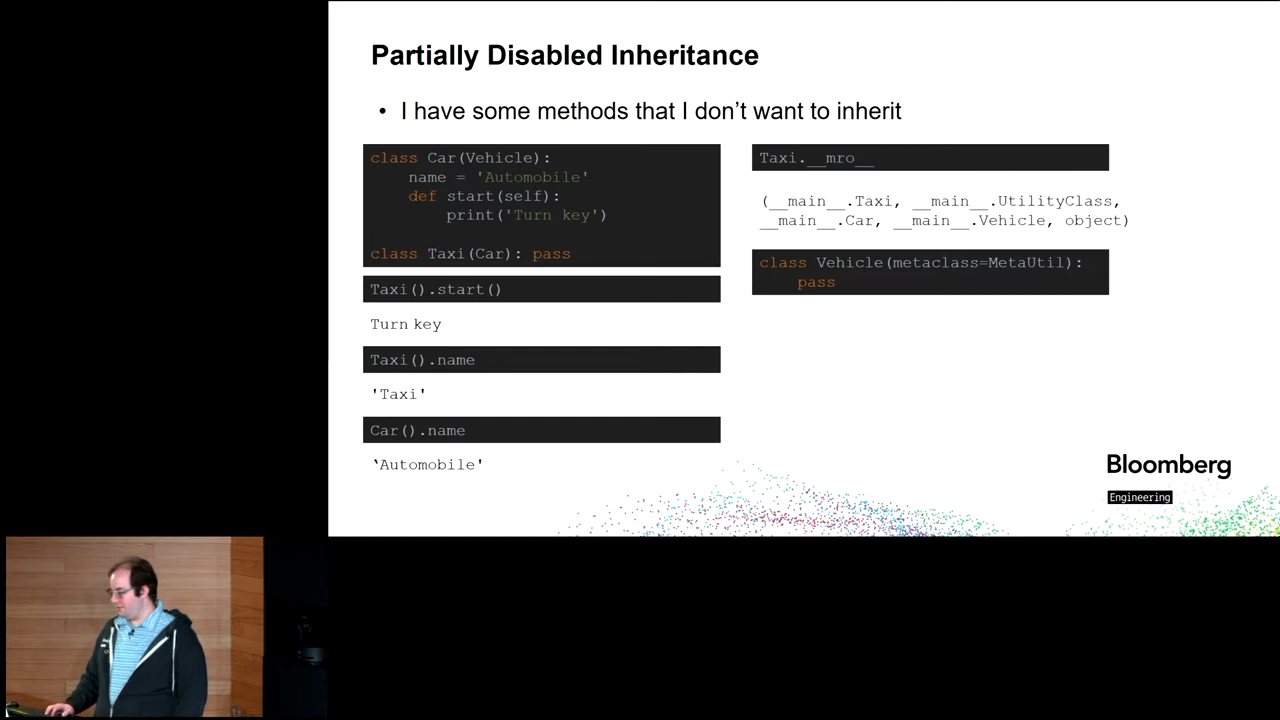 Partially Disabled Inheritance
• I have some methods that I don’t want to inherit
class Car(Vehicle):
    name = 'Automobile'
    def start(self):
        print('Turn key')
class Taxi(Car): pass
Taxi().start()
Turn key
Taxi().name
'Taxi'
Car().name
‘Automobile'
Taxi.__mro__
(__main__.Taxi, __main__.UtilityClass,
__main__.Car, __main__.Vehicle, object)
class Vehicle(metaclass=MetaUtil):
    pass
Bloomberg
Engineering